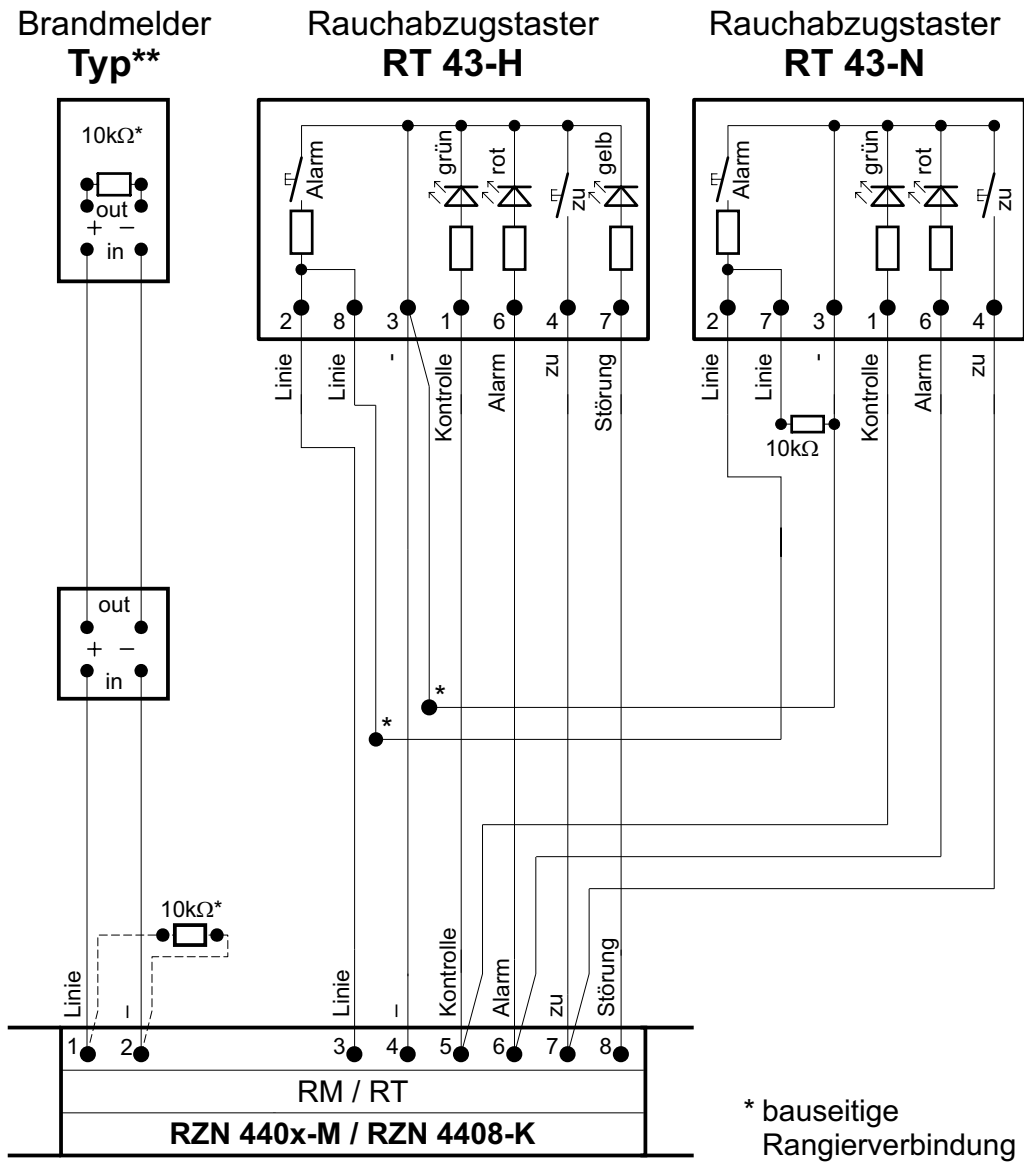 Brandmelder
Typ**
Rauchabzugstaster
RT 43-H
Rauchabzugstaster
RT 43-N
10kΩ*
out
+ −
in
Alarm
grün
rot
zu
gelb
2 8 3 1 6 4 7
Linie
Linie
-
Kontrolle
Alarm
zu
Störung
Alarm
grün
rot
zu
2 7 3 1 6 4
Linie
Linie
-
Kontrolle
Alarm
zu
10kΩ
out
+ −
in
*
*
10kΩ*
Linie
–
Linie
–
Kontrolle
Alarm
zu
Störung
1 2 3 4 5 6 7 8
RM / RT
RZN 440x-M / RZN 4408-K
* bauseitige
Rangierverbindung